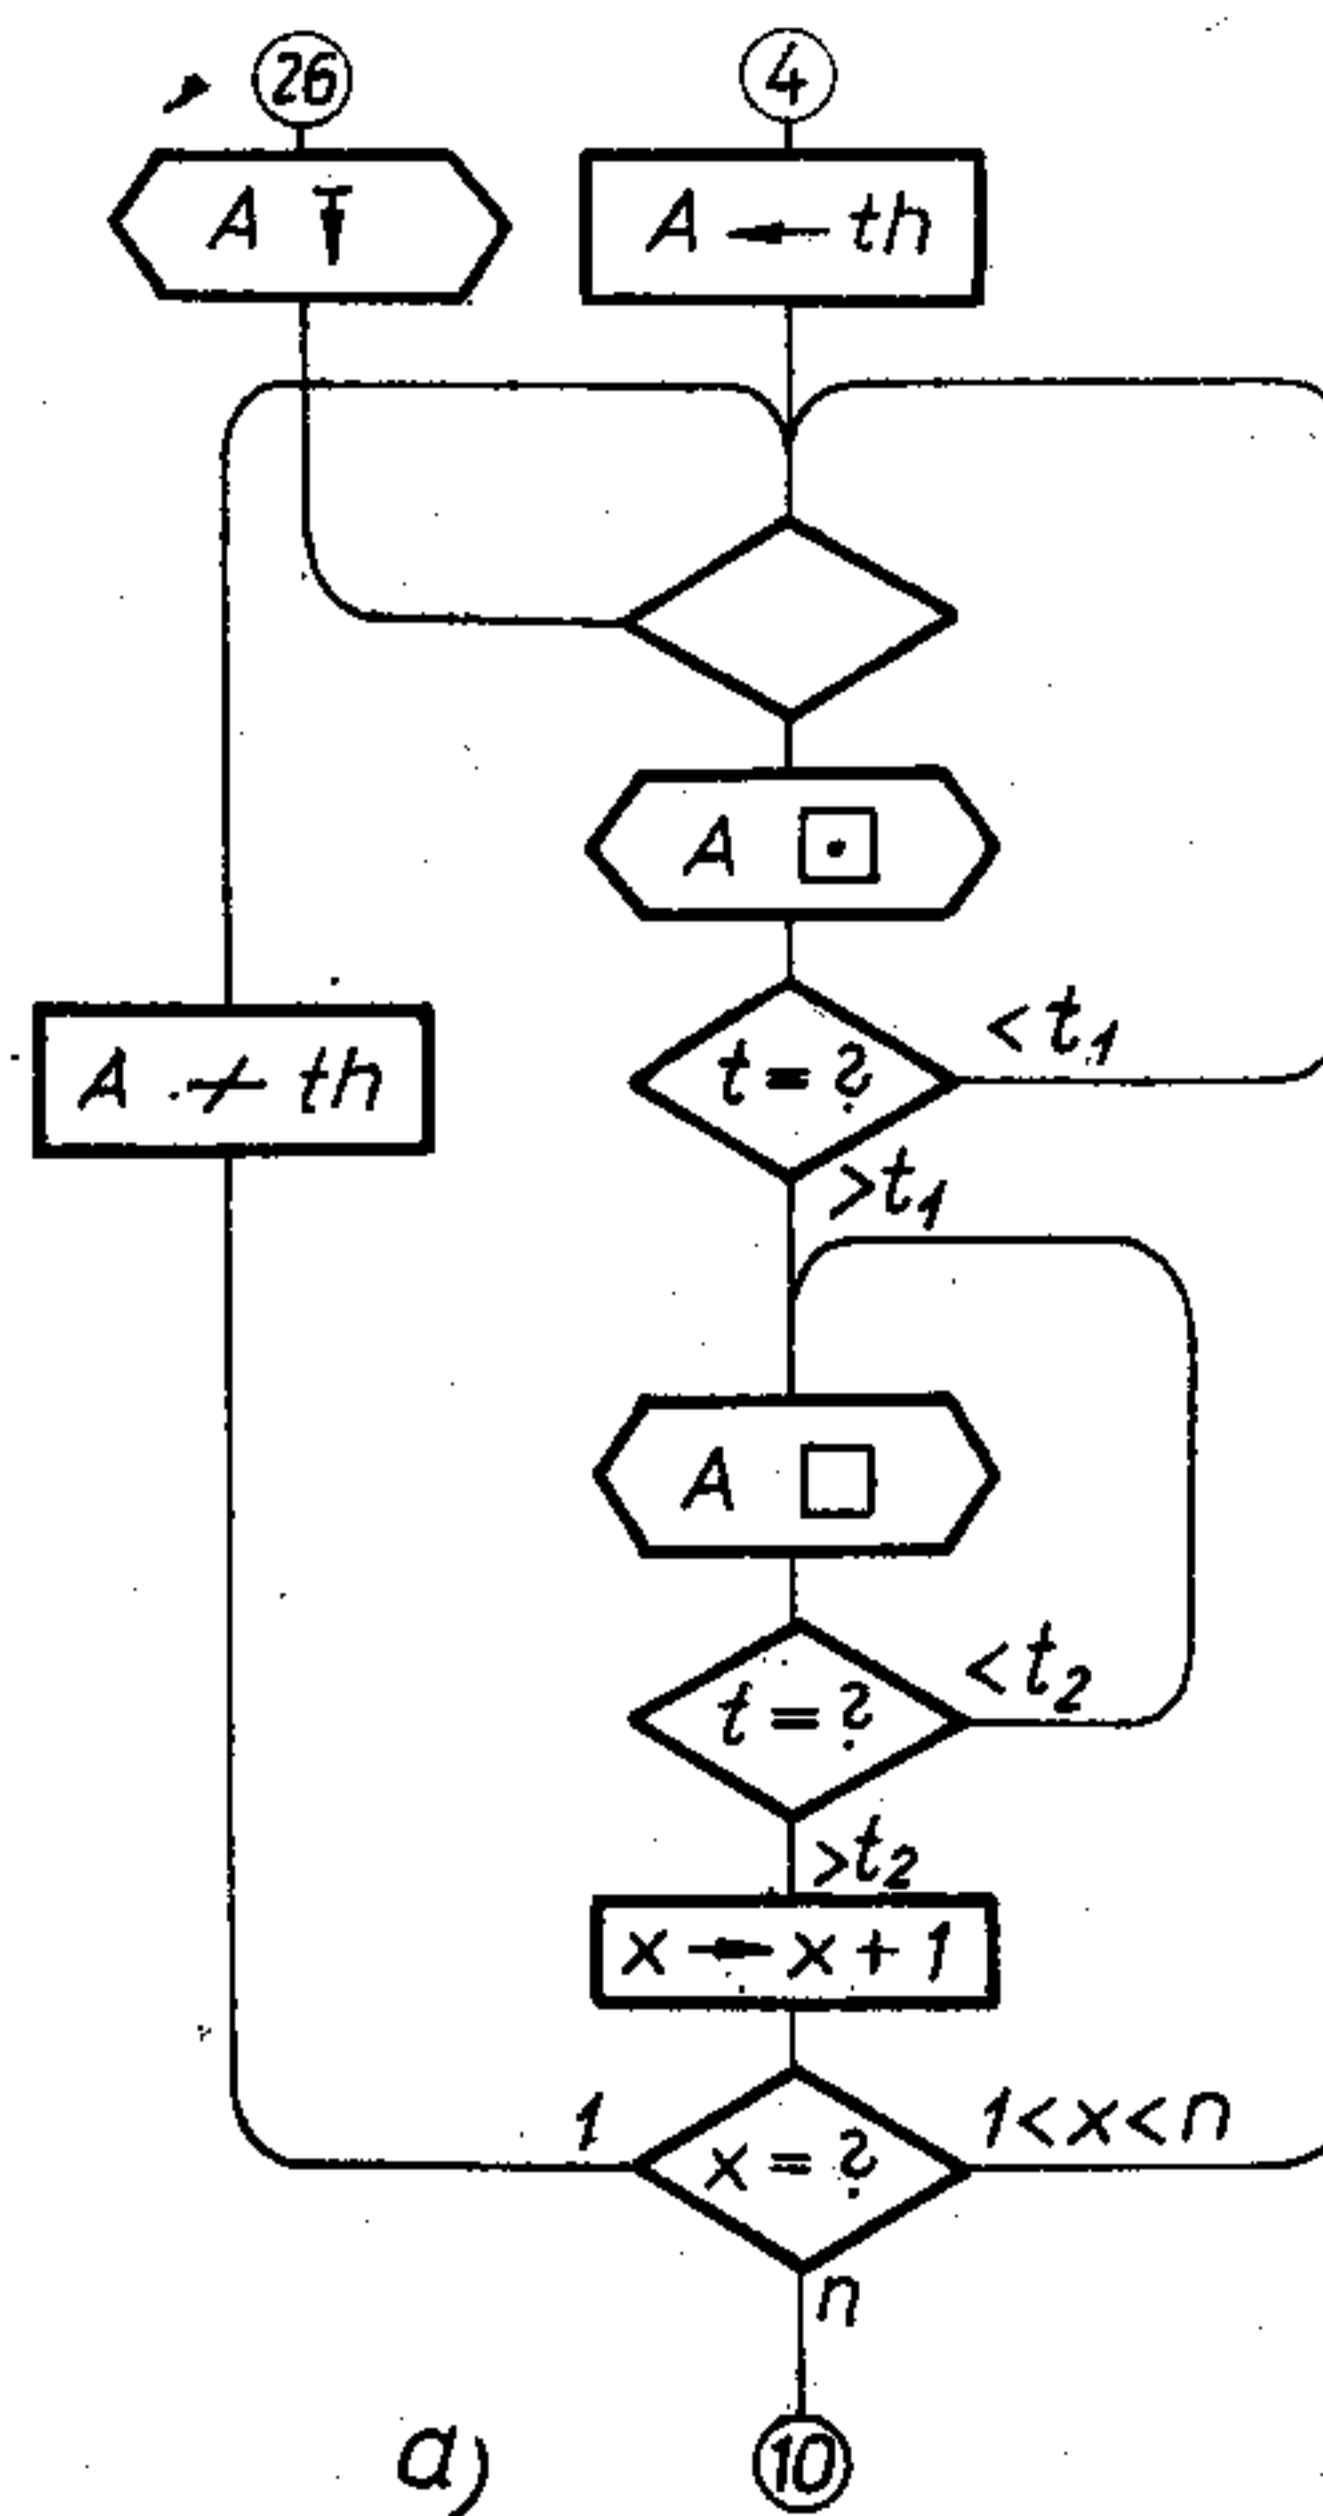 26
4
A
A ← th
A
t = ?
< t₁
A ↛ th
> t₁
A
t = ?
< t₂
> t₂
x → x + 1
1
x = ?
1 < x < n
n
a)
10